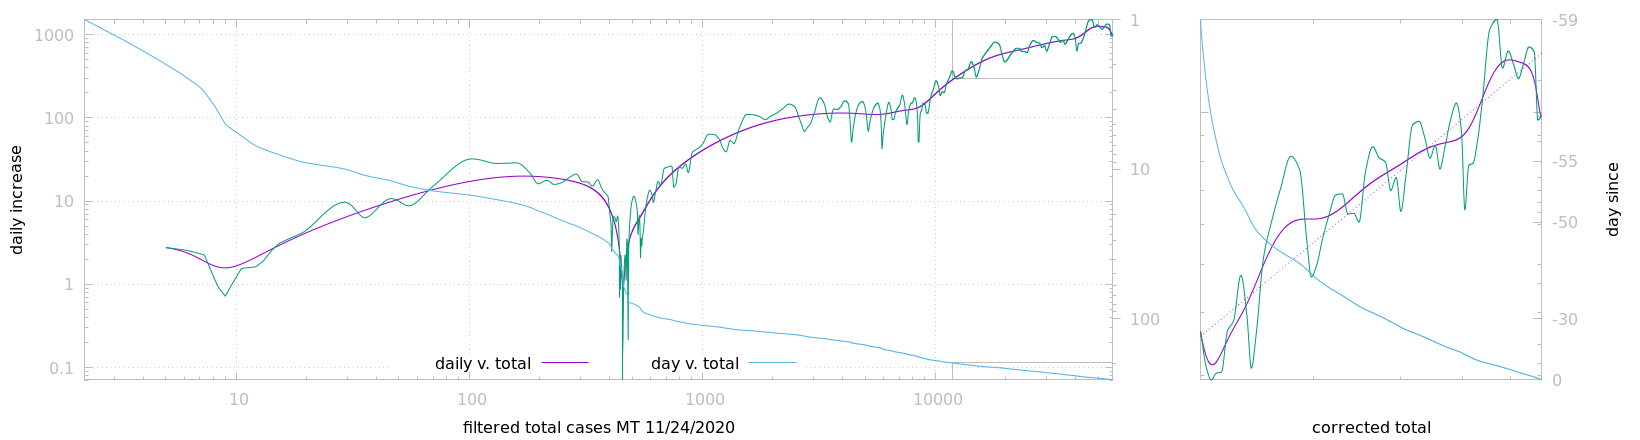 1000
100
10
1
0.1
daily increase
10
100
1000
10000
filtered total cases MT 11/24/2020
daily v. total
day v. total
1
10
100
-59
-55
-50
-30
0
day since
corrected total